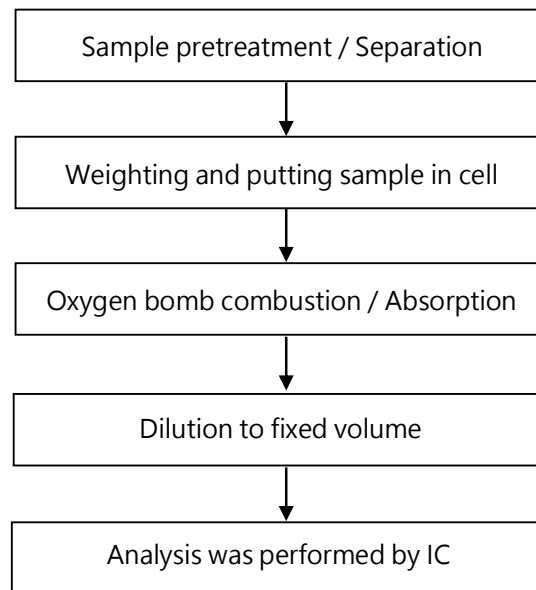 Sample pretreatment / Separation
Weighting and putting sample in cell
Oxygen bomb combustion / Absorption
Dilution to fixed volume
Analysis was performed by IC